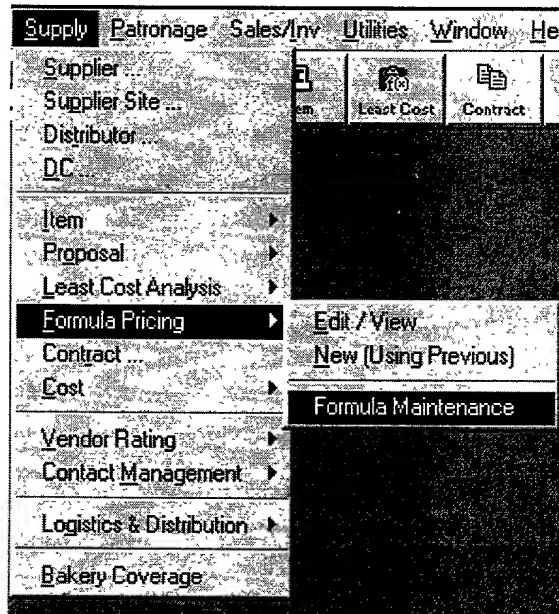 Supply Patronage Sales/Inv Utilities Window He
Supplier ...
Supplier Site ...
Distributor ...
DC ...
em Least Cost Contract
Item
Proposal
Least Cost Analysis
Formula Pricing
Edit / View
Contract ...
New (Using Previous)
Cost
Formula Maintenance
Vendor Rating
Contact Management
Logistics & Distribution
Bakery Coverage